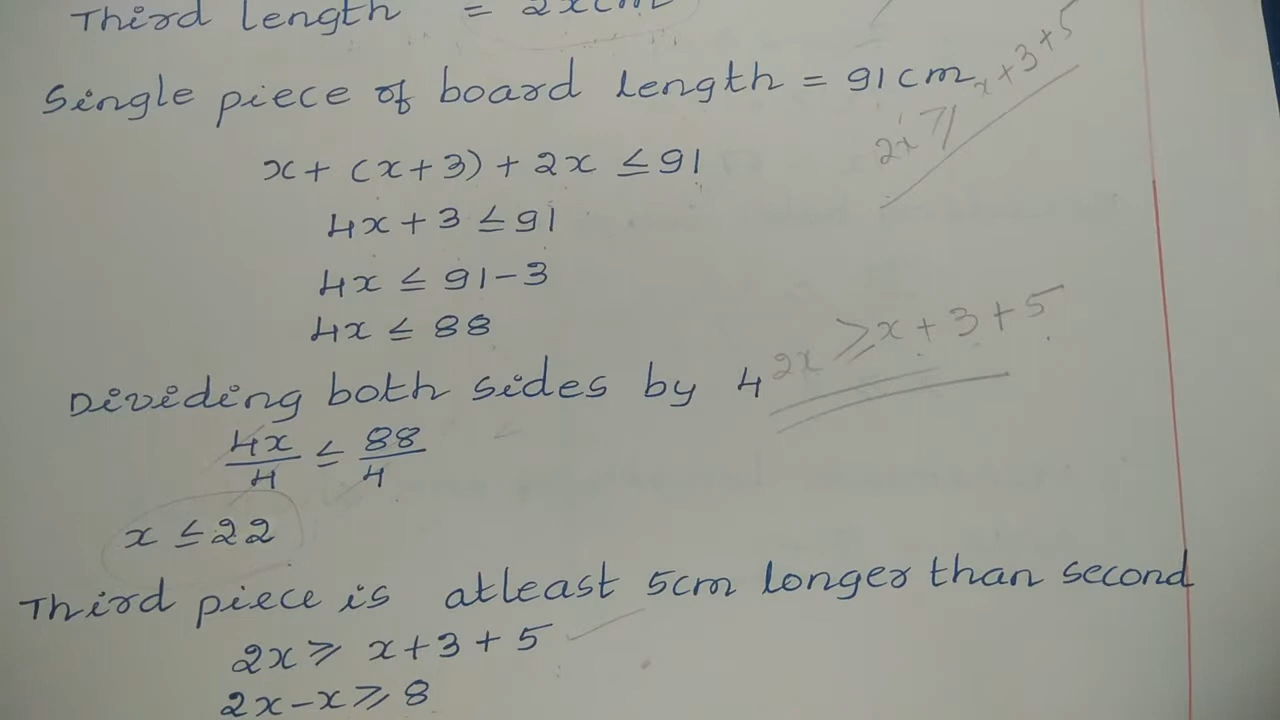 Third length = 2x cm
Single piece of board length = 91 cm
2x ⩾ x + 3 + 5
x + (x + 3) + 2x ≤ 91
4x + 3 ≤ 91
4x ≤ 91 - 3
4x ≤ 88
2x ⩾ x + 3 + 5
Dividing both sides by 4
4x/4 ≤ 88/4
x ≤ 22
Third piece is atleast 5cm longer than second
2x ⩾ x + 3 + 5
2x - x ⩾ 8